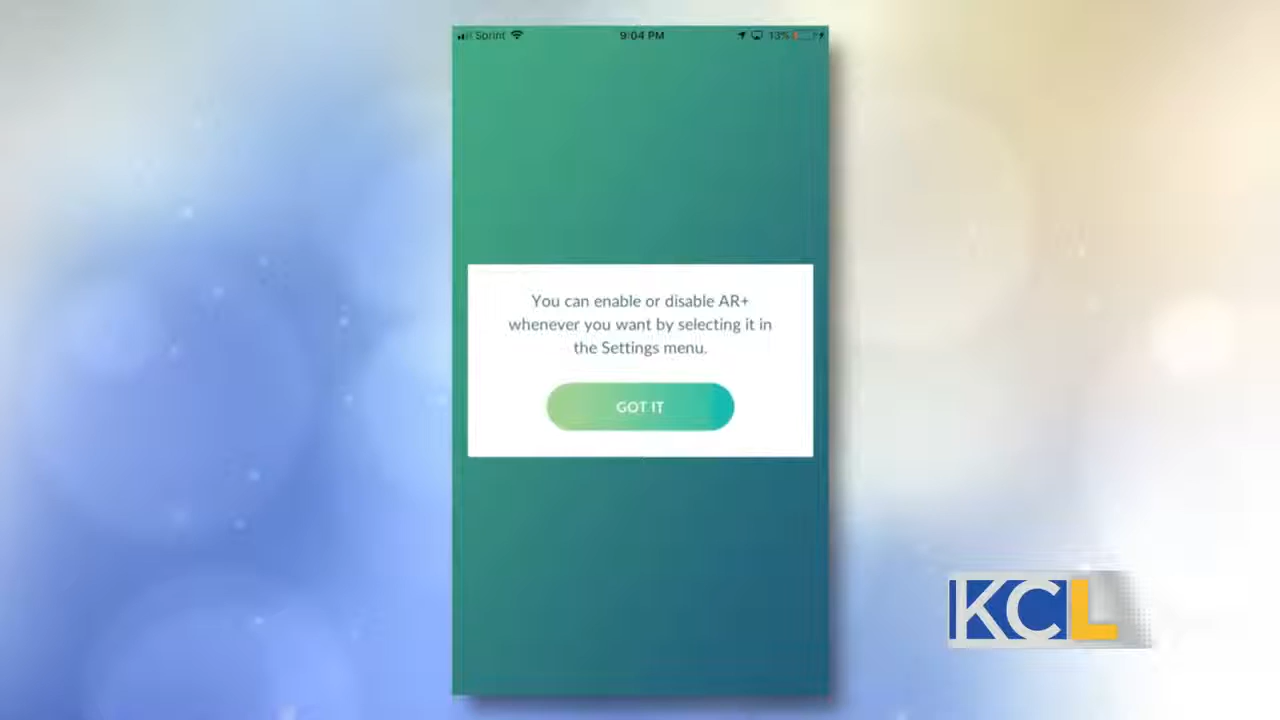 Sprint 9:04 PM 13%
You can enable or disable AR+
whenever you want by selecting it in
the Settings menu.
GOT IT
KCL